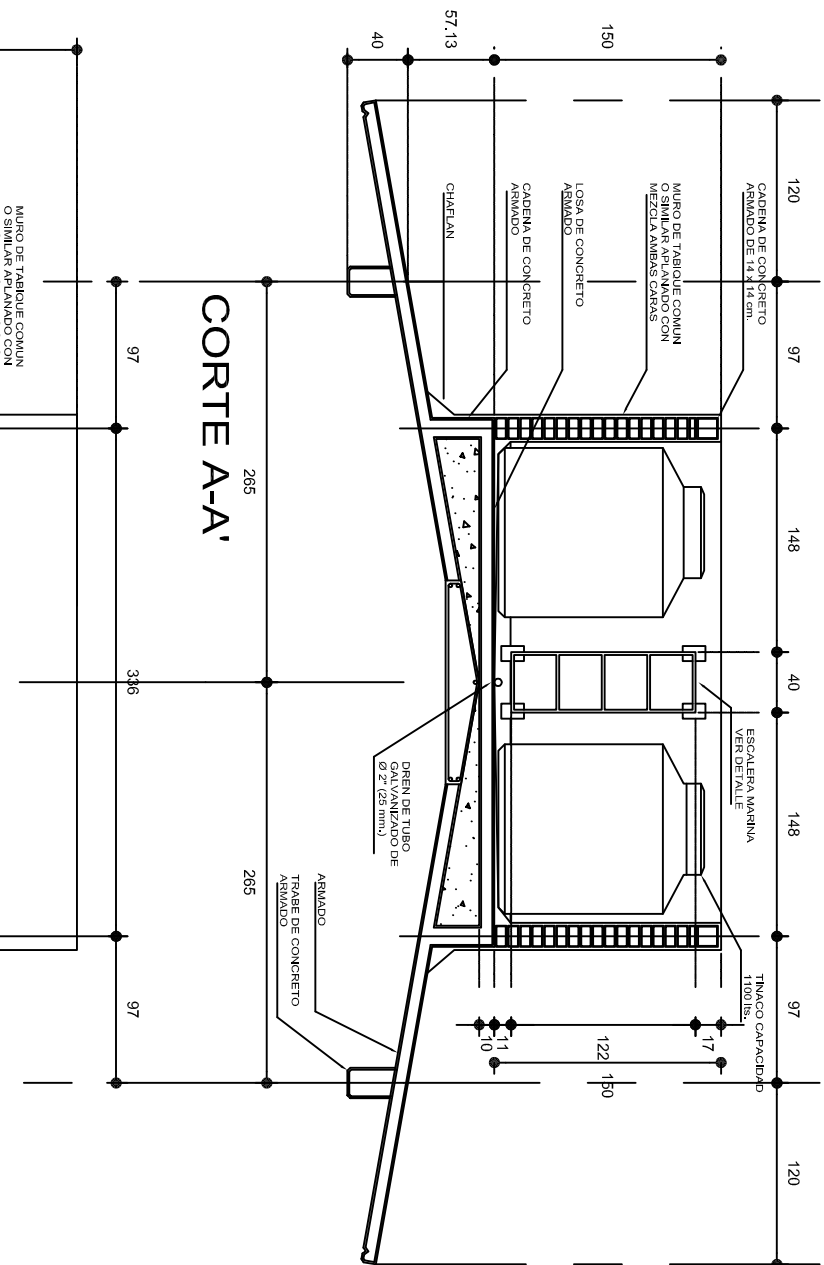 120
97
148
40
148
97
120
CADENA DE CONCRETO
ARMADO DE 14 x 14 cm.
MURO DE TABIQUE COMUN
O SIMILAR APLANADO CON
MEZCLA AMBAS CARAS
LOSA DE CONCRETO
ARMADO
CADENA DE CONCRETO
ARMADO
CHAFLAN
ESCALERA MARINA
VER DETALLE
TINACO CAPACIDAD
1100 lts.
150
57.13
40
17
122
11
10
150
DREN DE TUBO
GALVANIZADO DE
Ø 2" (25 mm.)
ARMADO
TRABE DE CONCRETO
ARMADO
265
265
CORTE A-A'
97
336
97
MURO DE TABIQUE COMUN
O SIMILAR APLANADO CON